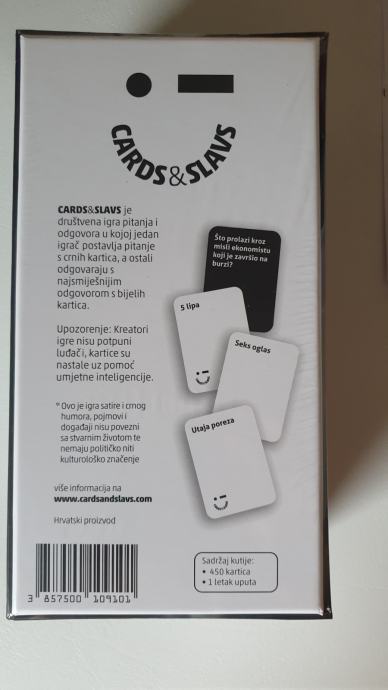 CARDS&SLAVS
CARDS&SLAVS je
društvena igra pitanja i
odgovora u kojoj jedan
igrač postavlja pitanje
s crnih kartica, a ostali
odgovaraju s
najsmiješnijim
odgovorom s bijelih
kartica.
Upozorenje: Kreatori
igre nisu potpuni
luđači, kartice su
nastale uz pomoć
umjetne inteligencije.
* Ovo je igra satire i crnog
humora, pojmovi i
događaji nisu povezni
sa stvarnim životom te
nemaju političko niti
kulturološko značenje
više informacija na
www.cardsandslavs.com
Hrvatski proizvod
3 857500 109101
Što prolazi kroz
misli ekonomistu
koji je završio na
burzi?
5 lipa
Seks oglas
Utaja poreza
Sadržaj kutije:
• 450 kartica
• 1 letak uputa